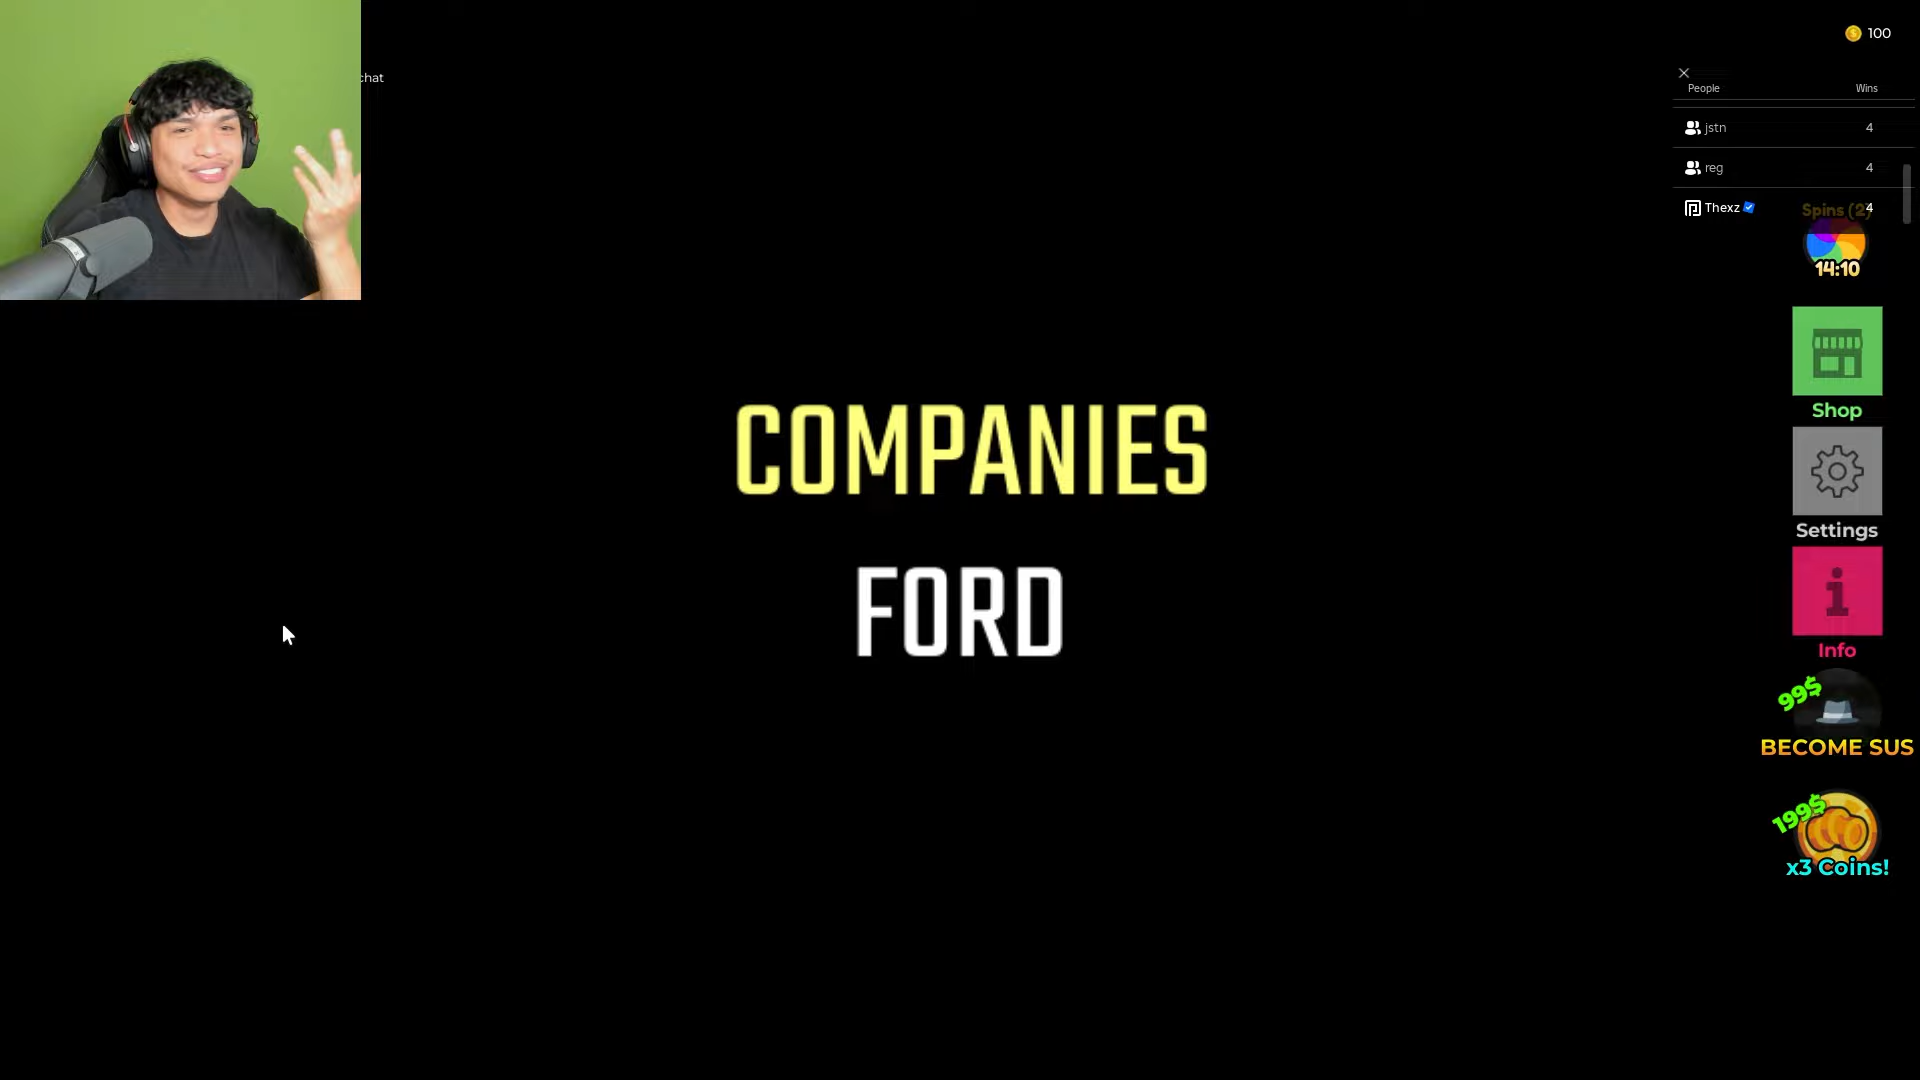 100
chat
People Wins
jstn 4
reg 4
Thexz 4
Spins (2)
14:10
COMPANIES
FORD
Shop
Settings
Info
99$
BECOME SUS
199$
x3 Coins!